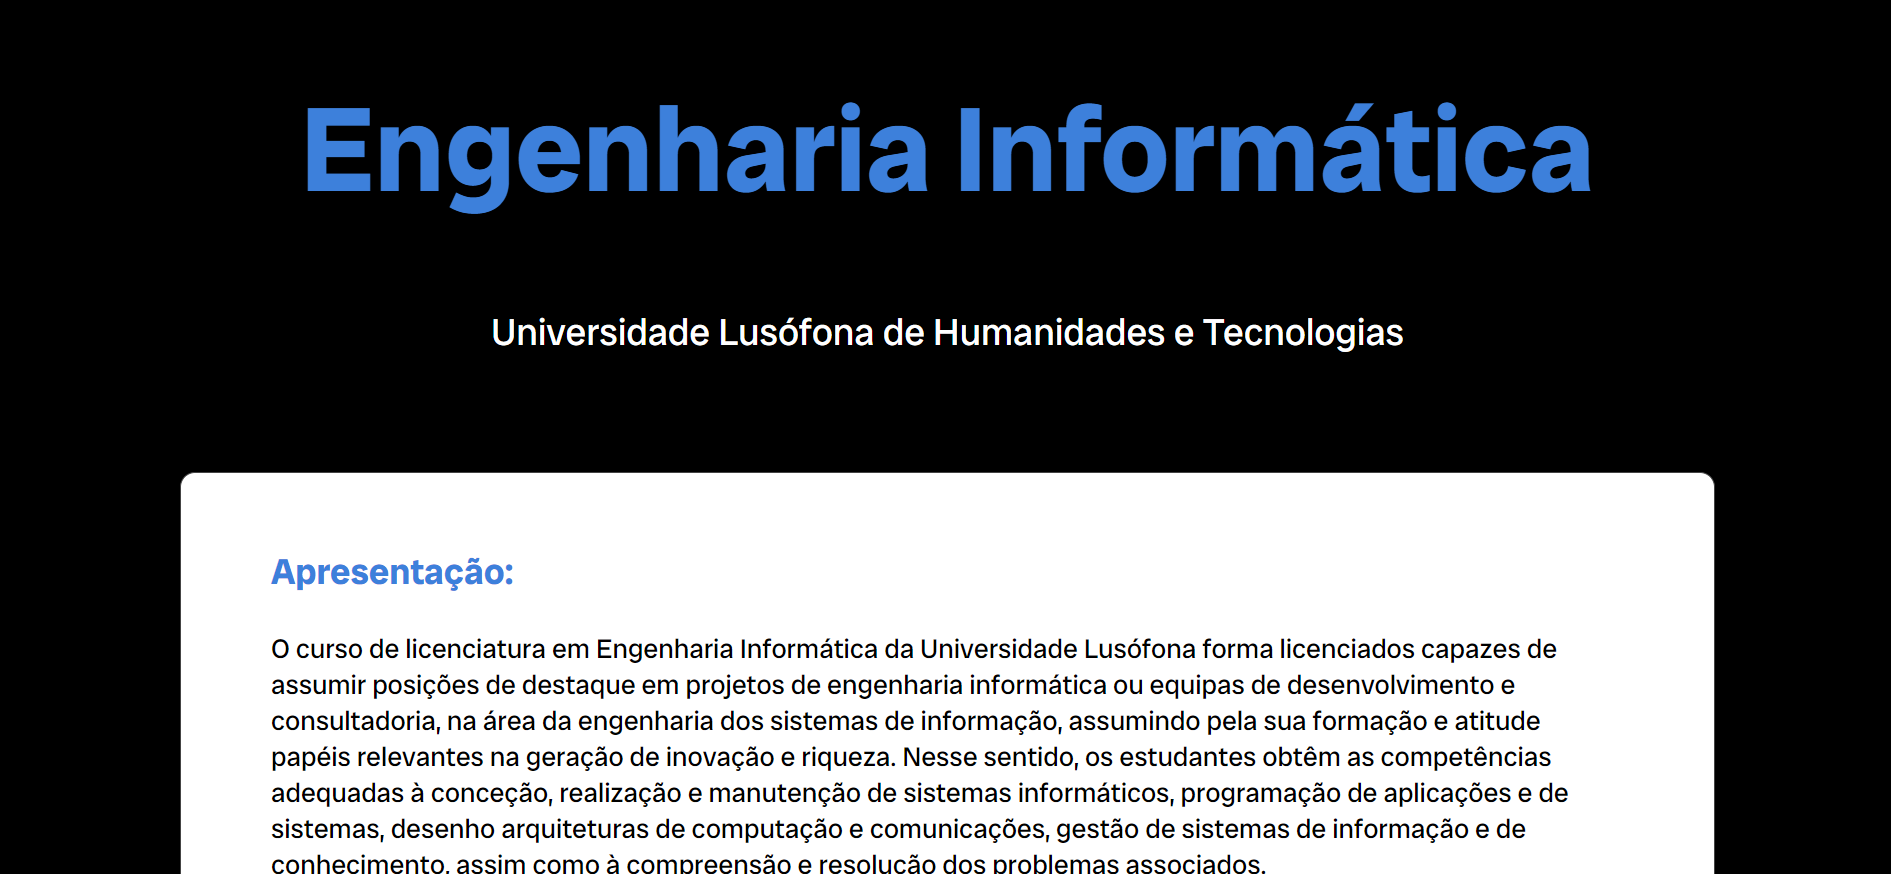 Engenharia Informática
Universidade Lusófona de Humanidades e Tecnologias
Apresentação:
O curso de licenciatura em Engenharia Informática da Universidade Lusófona forma licenciados capazes de
assumir posições de destaque em projetos de engenharia informática ou equipas de desenvolvimento e
consultadoria, na área da engenharia dos sistemas de informação, assumindo pela sua formação e atitude
papéis relevantes na geração de inovação e riqueza. Nesse sentido, os estudantes obtêm as competências
adequadas à conceção, realização e manutenção de sistemas informáticos, programação de aplicações e de
sistemas, desenho arquiteturas de computação e comunicações, gestão de sistemas de informação e de
conhecimento, assim como à compreensão e resolução dos problemas associados.